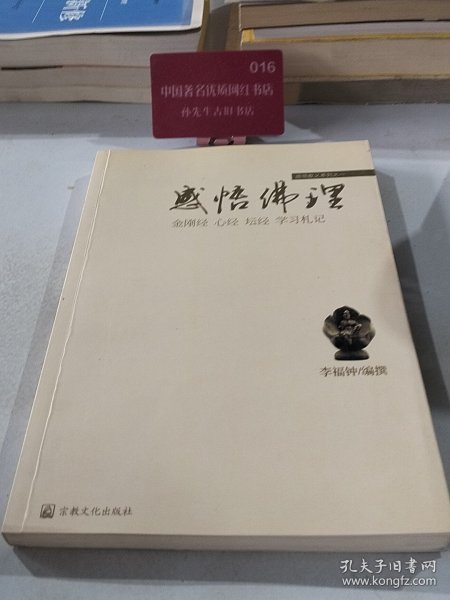 016
中国著名优质网红书店
孙先生古旧书店
感悟佛理
金刚经 心经 坛经 学习札记
李福钟/编撰
宗教文化出版社
孔夫子旧书网
www.kongfz.com